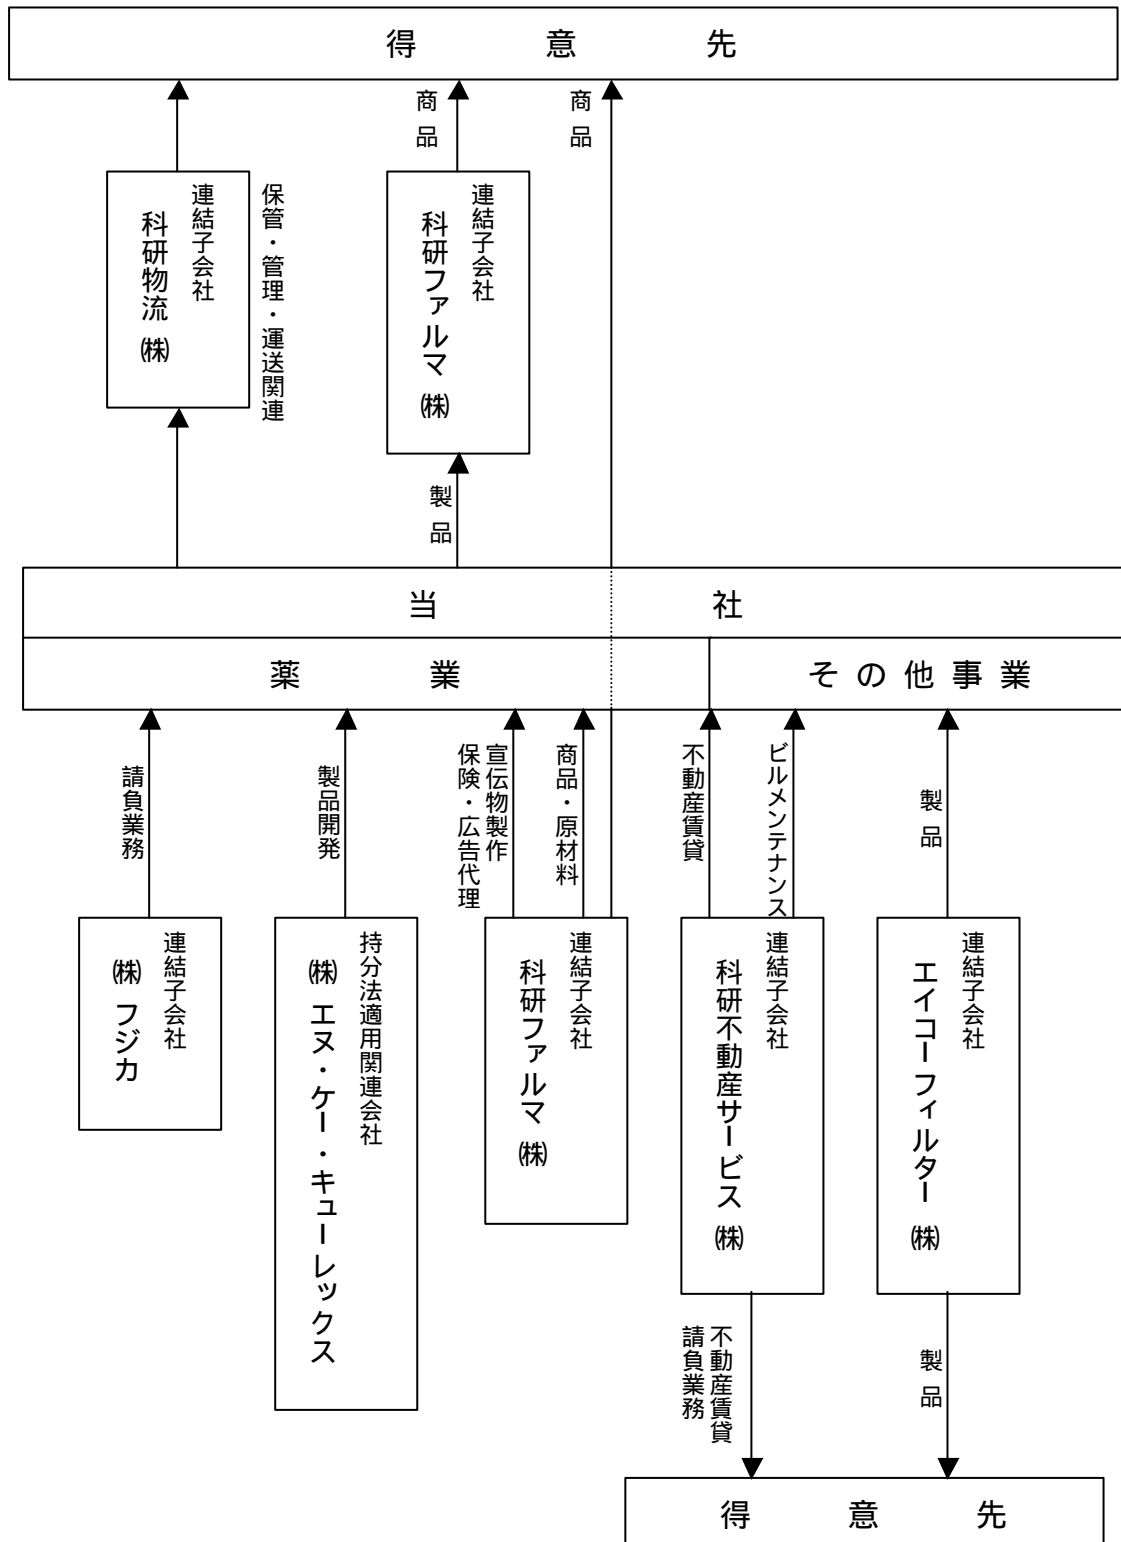 得意先
商品
商品
連結子会社
科研物流㈱
保管・管理・運送関連
連結子会社
科研ファルマ㈱
製品
当社
薬業
その他事業
請負業務
製品開発
宣伝物製作
保険・広告代理
商品・原材料
不動産賃貸
ビルメンテナンス
製品
連結子会社
㈱フジカ
持分法適用関連会社
㈱エヌ・ケー・キューレックス
連結子会社
科研ファルマ㈱
連結子会社
科研不動産サービス㈱
連結子会社
エイコーフィルター㈱
不動産賃貸
請負業務
製品
得意先